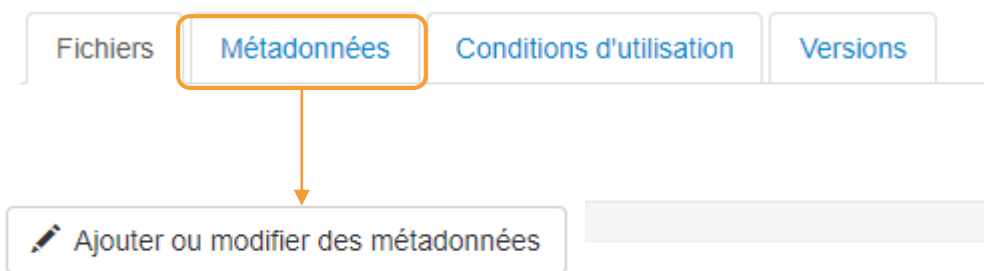 Fichiers Métadonnées Conditions d'utilisation Versions
Ajouter ou modifier des métadonnées